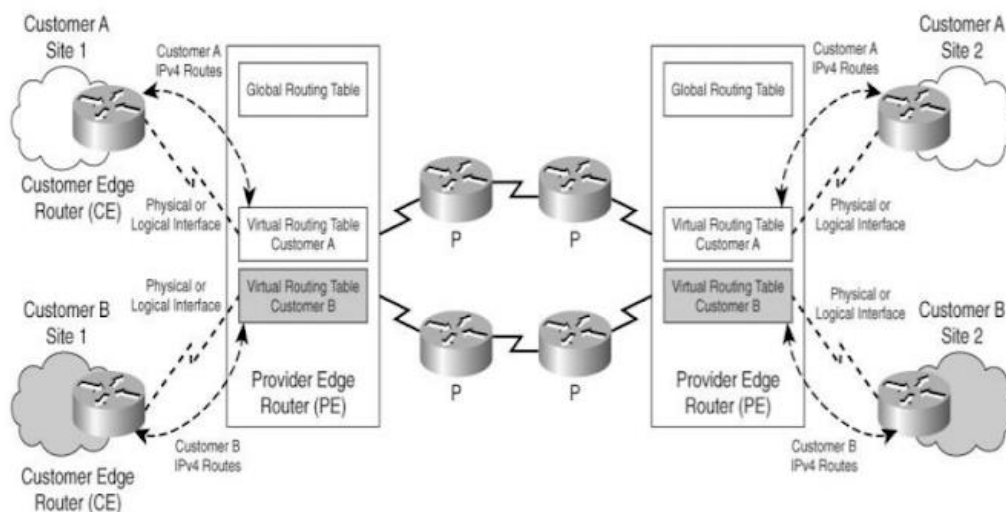 Customer A
Site 1
Customer A
IPv4 Routes
Customer Edge
Router (CE)
Physical or
Logical Interface
Global Routing Table
Virtual Routing Table
Customer A
Virtual Routing Table
Customer B
Provider Edge
Router (PE)
Physical or
Logical Interface
Customer B
Site 1
Customer B
IPv4 Routes
Customer Edge
Router (CE)
P
P
P
P
Global Routing Table
Virtual Routing Table
Customer A
Virtual Routing Table
Customer B
Provider Edge
Router (PE)
Customer A
IPv4 Routes
Customer A
Site 2
Physical or
Logical Interface
Physical or
Logical Interface
Customer B
Site 2
Customer B
IPv4 Routes